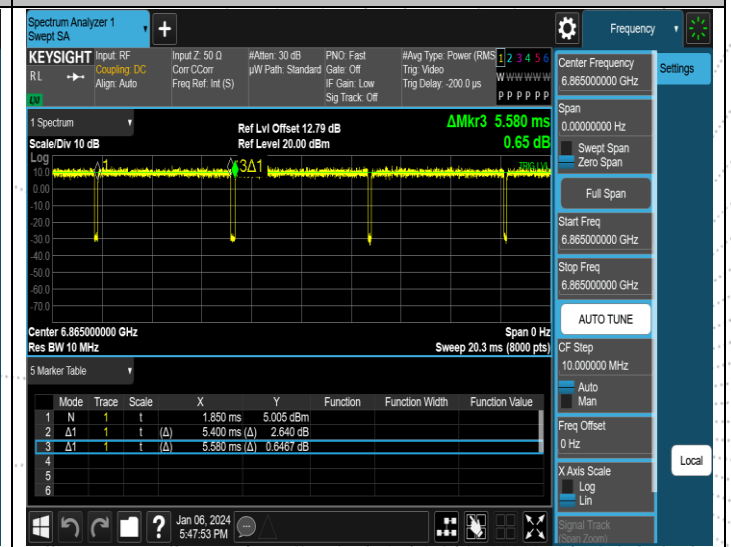 Spectrum Analyzer 1
Swept SA
+
Frequency
KEYSIGHT
RL
LXI
Input: RF
Coupling: DC
Align: Auto
Input Z: 50 Ω
Corr CCorr
Freq Ref: Int (S)
#Atten: 30 dB
µW Path: Standard
PNO: Fast
Gate: Off
IF Gain: Low
Sig Track: Off
#Avg Type: Power (RMS
Trig: Video
Trig Delay: -200.0 µs
1 2 3 4 5 6
W W W W W W
P P P P P P
1 Spectrum
Scale/Div 10 dB
Log
Ref Lvl Offset 12.79 dB
Ref Level 20.00 dBm
ΔMkr3 5.580 ms
0.65 dB
TRIG LVL
1
3Δ1
10.0
0.00
-10.0
-20.0
-30.0
-40.0
-50.0
-60.0
-70.0
Center 6.865000000 GHz
Res BW 10 MHz
Span 0 Hz
Sweep 20.3 ms (8000 pts)
5 Marker Table
Mode Trace Scale X Y Function Function Width Function Value
1 N 1 t 1.850 ms 5.005 dBm
2 Δ1 1 t (Δ) 5.400 ms (Δ) 2.640 dB
3 Δ1 1 t (Δ) 5.580 ms (Δ) 0.6467 dB
4
5
6
?
Jan 06, 2024
5:47:53 PM
Center Frequency
6.865000000 GHz
Settings
Span
0.00000000 Hz
Swept Span
Zero Span
Full Span
Start Freq
6.865000000 GHz
Stop Freq
6.865000000 GHz
AUTO TUNE
CF Step
10.000000 MHz
Auto
Man
Freq Offset
0 Hz
X Axis Scale
Log
Lin
Signal Track
(Span Zoom)
Local